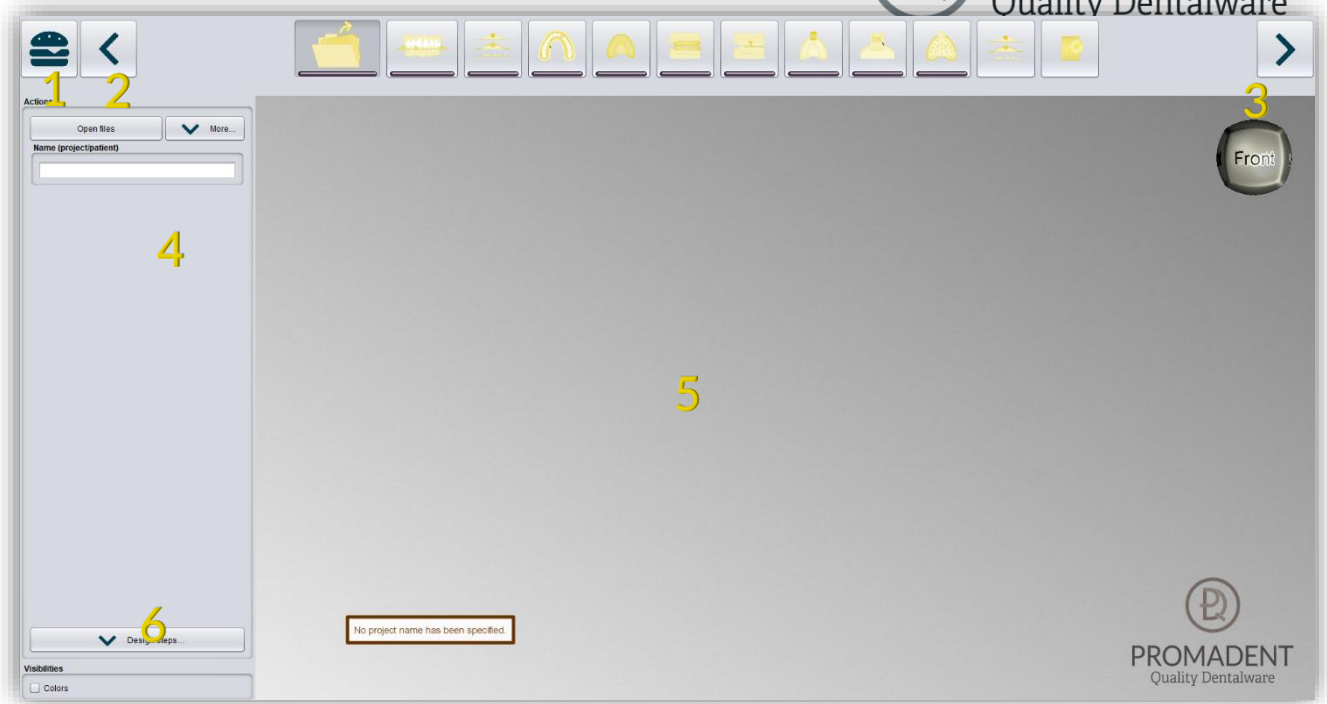 Quality Dentalware
1
2
3
Actions
Open files
More...
Name (project/patient)
Front
4
5
6
No project name has been specified.
Design steps...
Visibilities
Colors
PROMADENT
Quality Dentalware